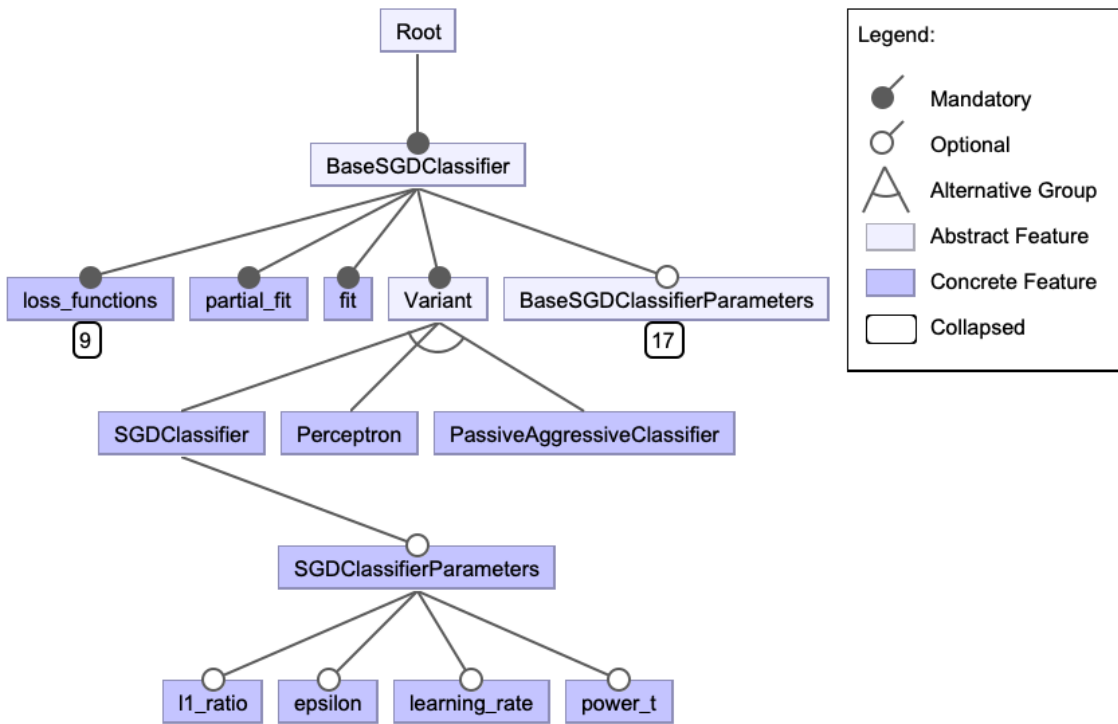 Root
BaseSGDClassifier
loss_functions
partial_fit
fit
Variant
BaseSGDClassifierParameters
9
17
SGDClassifier
Perceptron
PassiveAggressiveClassifier
SGDClassifierParameters
l1_ratio
epsilon
learning_rate
power_t
Legend:
Mandatory
Optional
Alternative Group
Abstract Feature
Concrete Feature
Collapsed